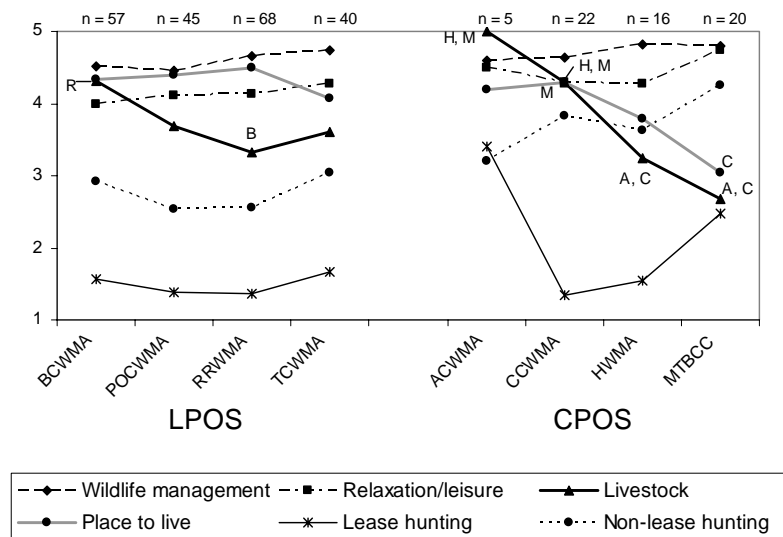 n = 57 n = 45 n = 68 n = 40 n = 5 n = 22 n = 16 n = 20
5
H, M
H, M
R
M
4
B
C
3
A, C
A, C
2
1
BCWMA POCWMA RRWMA TCWMA ACWMA CCWMA HWMA MTBCC
LPOS CPOS
Wildlife management Relaxation/leisure Livestock
Place to live Lease hunting Non-lease hunting